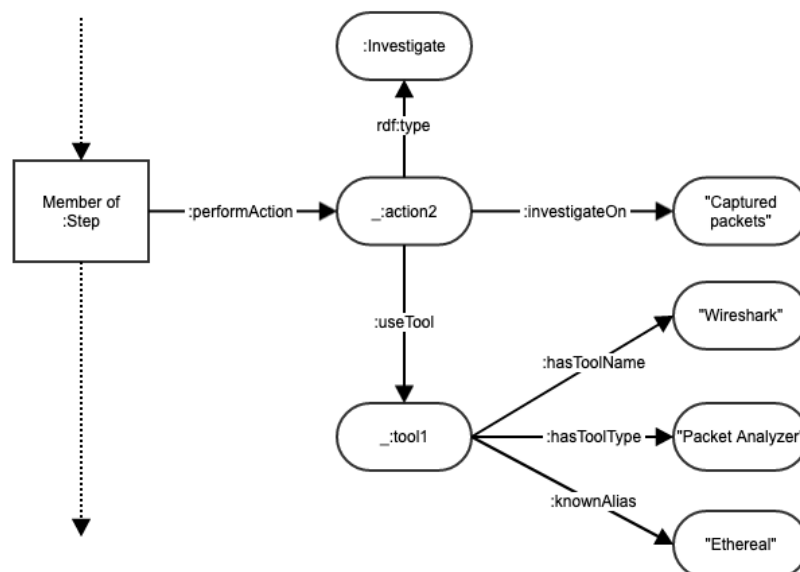 :Investigate
rdf:type
Member of
:Step
:performAction
_:action2
:investigateOn
"Captured
packets"
:useTool
"Wireshark"
:hasToolName
_:tool1
:hasToolType
"Packet Analyzer"
:knownAlias
"Ethereal"